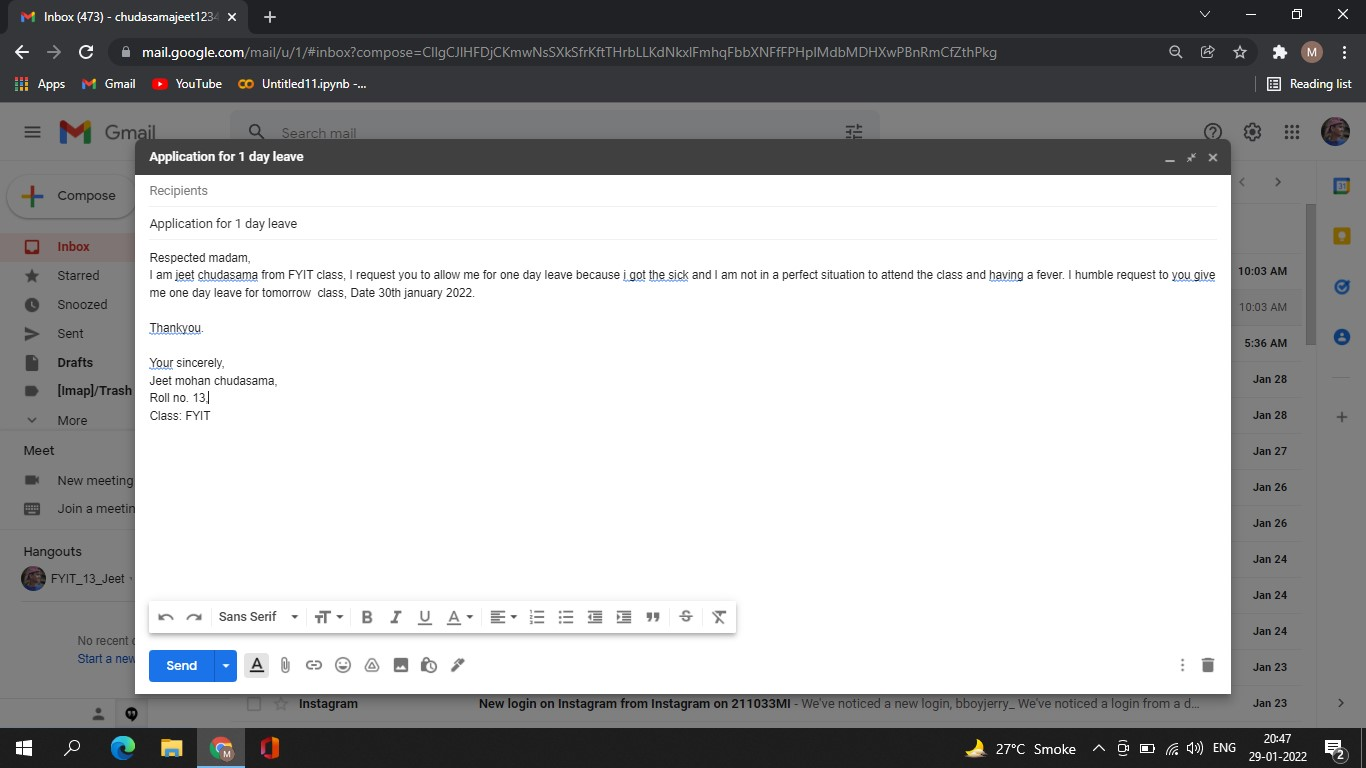 Inbox (473) - chudasamajeet1234
mail.google.com/mail/u/1/#inbox?compose=CllgCJlHFDjCKmwNsSXkSfrKftTHrbLLKdNkxlFmhqFbbXNFfFPHplMdbMDHXwPBnRmCfZthPkg
M
Apps Gmail YouTube Untitled11.ipynb -... Reading list
Gmail Search mail
Application for 1 day leave
Compose
Recipients
Application for 1 day leave
Inbox
Starred
Snoozed
Sent
Drafts
[Imap]/Trash
More
Respected madam,
I am jeet chudasama from FYIT class, I request you to allow me for one day leave because i got the sick and I am not in a perfect situation to attend the class and having a fever. I humble request to you give
me one day leave for tomorrow class, Date 30th january 2022.
Thankyou.
Your sincerely,
Jeet mohan chudasama,
Roll no. 13,
Class: FYIT
10:03 AM
10:03 AM
5:36 AM
Jan 28
Jan 28
Jan 27
Jan 26
Jan 26
Jan 24
Jan 24
Jan 24
Jan 23
Meet
New meeting
Join a meetin
Hangouts
FYIT_13_Jeet
No recent c
Start a new
Sans Serif
Send
Instagram New login on Instagram from Instagram on 211033MI - We've noticed a new login, bboyjerry_ We've noticed a login from a d... Jan 23
27°C Smoke ENG 20:47
29-01-2022
2